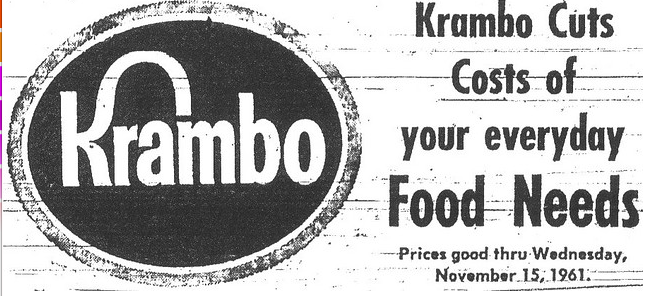 Krambo
Krambo Cuts
Costs of
your everyday
Food Needs
Prices good thru Wednesday,
November 15, 1961.